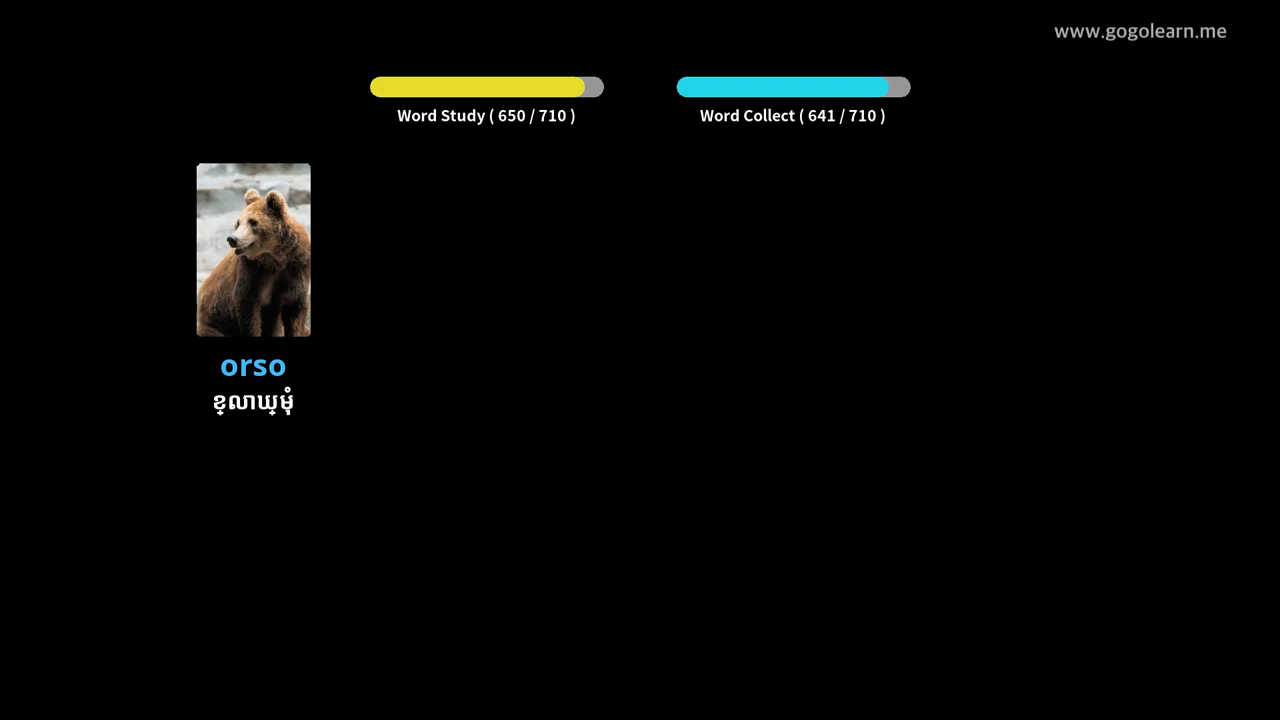 www.gogolearn.me
Word Study ( 650 / 710 )
Word Collect ( 641 / 710 )
orso
ខ្លាឃ្មុំ